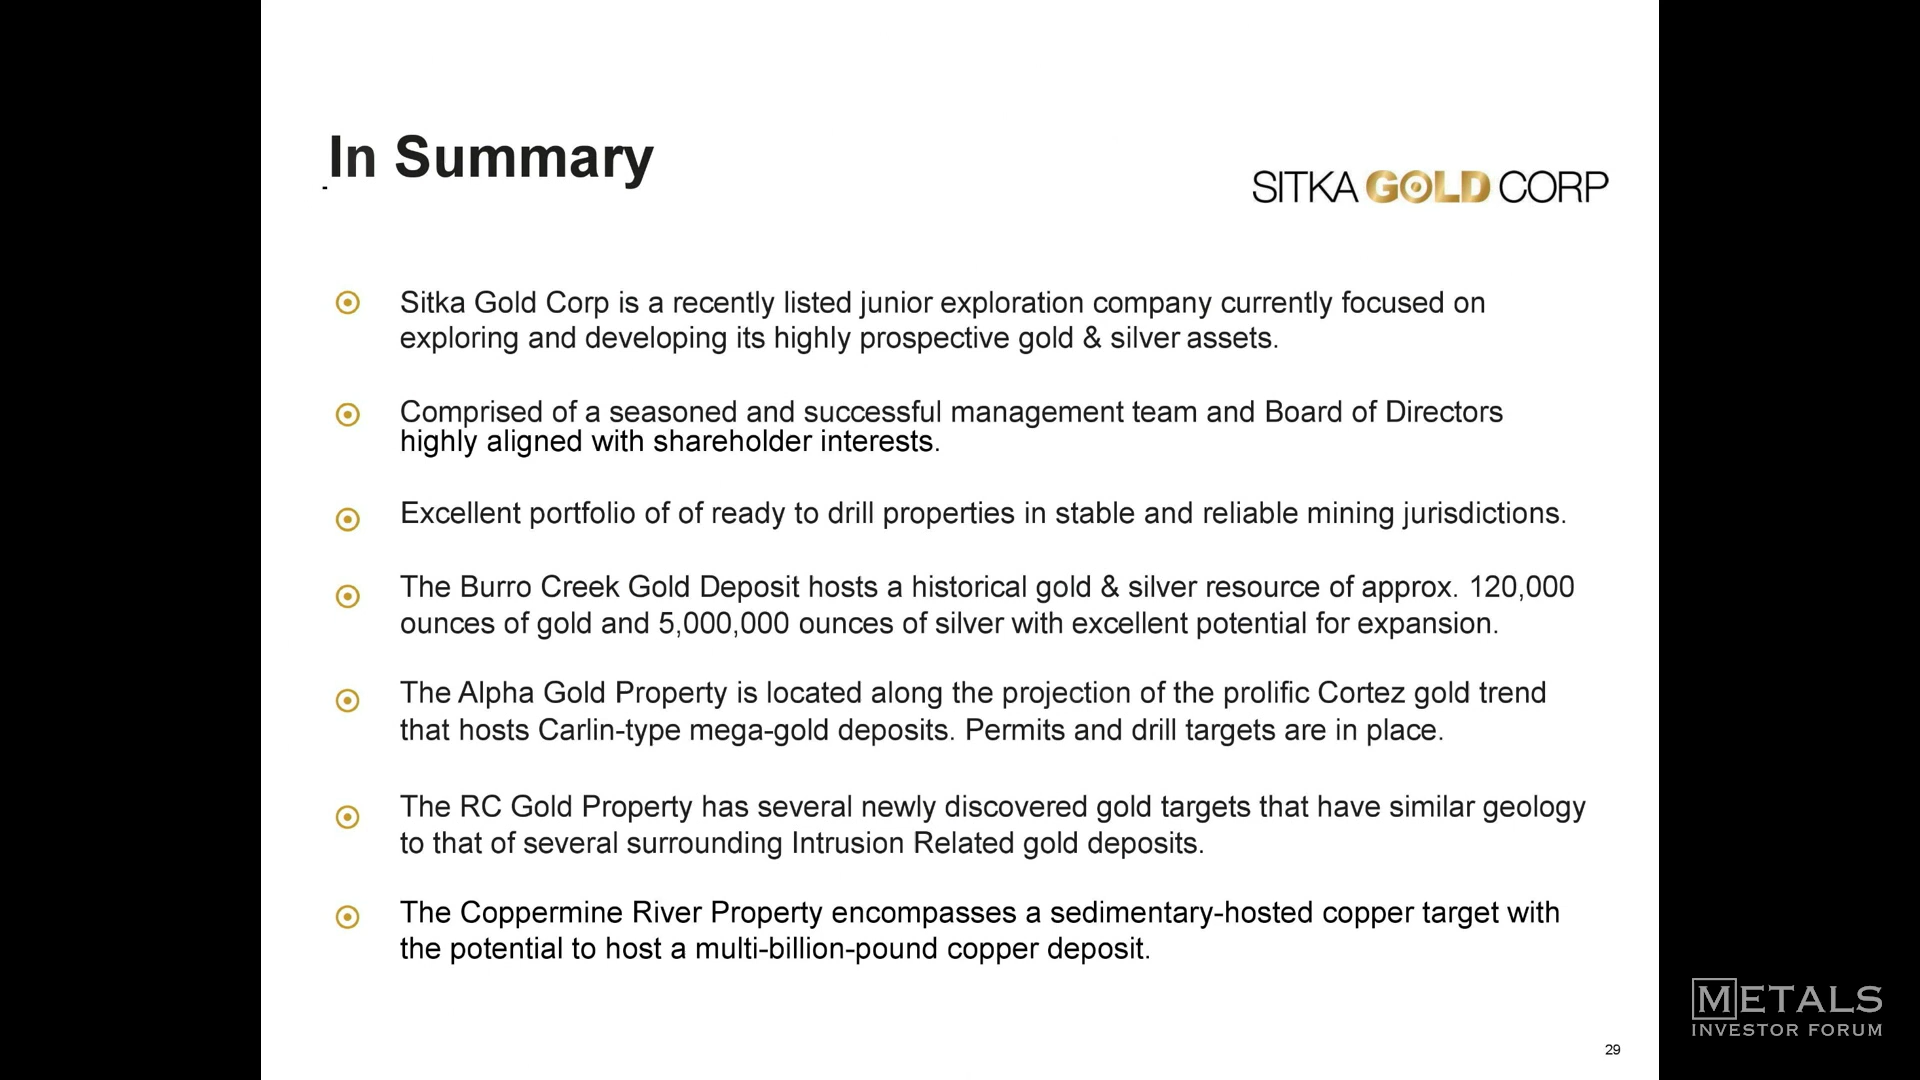 In Summary
SITKA GOLD CORP
Sitka Gold Corp is a recently listed junior exploration company currently focused on
exploring and developing its highly prospective gold & silver assets.
Comprised of a seasoned and successful management team and Board of Directors
highly aligned with shareholder interests.
Excellent portfolio of of ready to drill properties in stable and reliable mining jurisdictions.
The Burro Creek Gold Deposit hosts a historical gold & silver resource of approx. 120,000
ounces of gold and 5,000,000 ounces of silver with excellent potential for expansion.
The Alpha Gold Property is located along the projection of the prolific Cortez gold trend
that hosts Carlin-type mega-gold deposits. Permits and drill targets are in place.
The RC Gold Property has several newly discovered gold targets that have similar geology
to that of several surrounding Intrusion Related gold deposits.
The Coppermine River Property encompasses a sedimentary-hosted copper target with
the potential to host a multi-billion-pound copper deposit.
METALS
INVESTOR FORUM
29